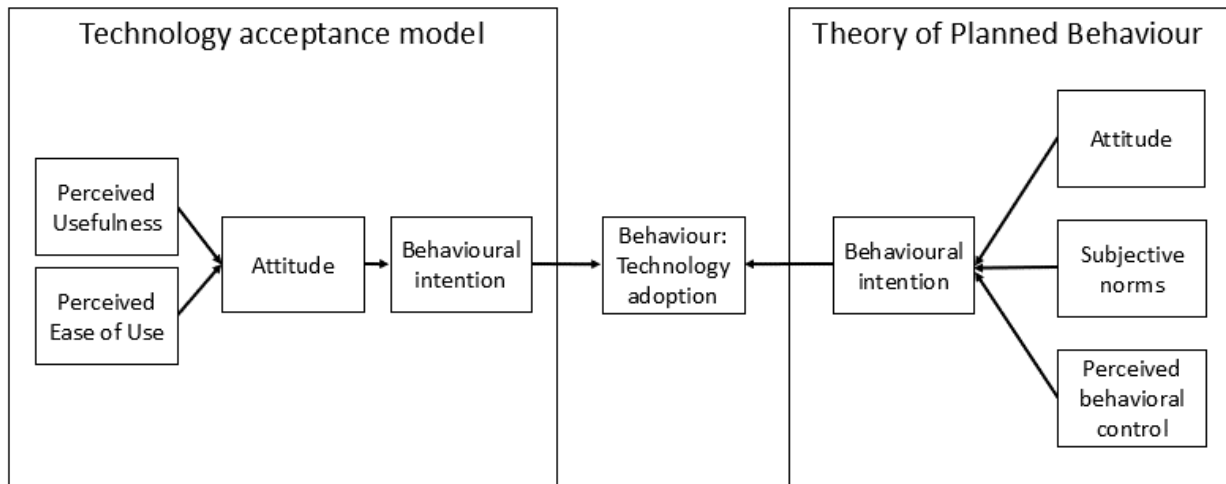 Technology acceptance model
Perceived
Usefulness
Perceived
Ease of Use
Attitude
Behavioural
intention
Behaviour:
Technology
adoption
Theory of Planned Behaviour
Behavioural
intention
Attitude
Subjective
norms
Perceived
behavioral
control